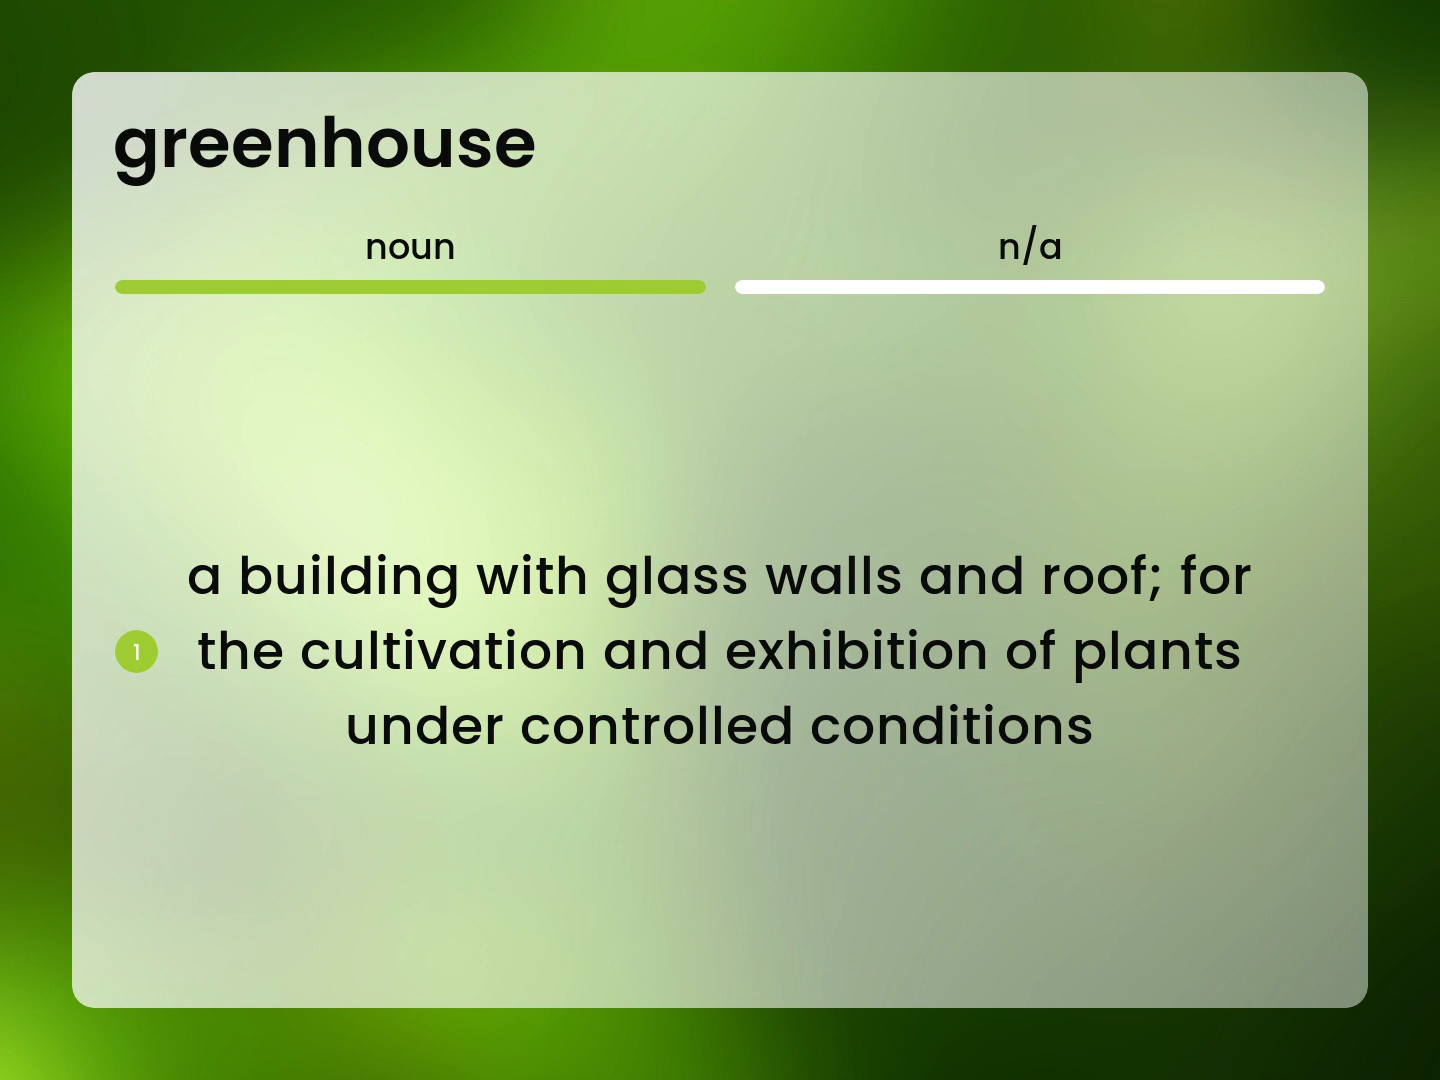 greenhouse
noun
n/a
a building with glass walls and roof; for
1 the cultivation and exhibition of plants
under controlled conditions